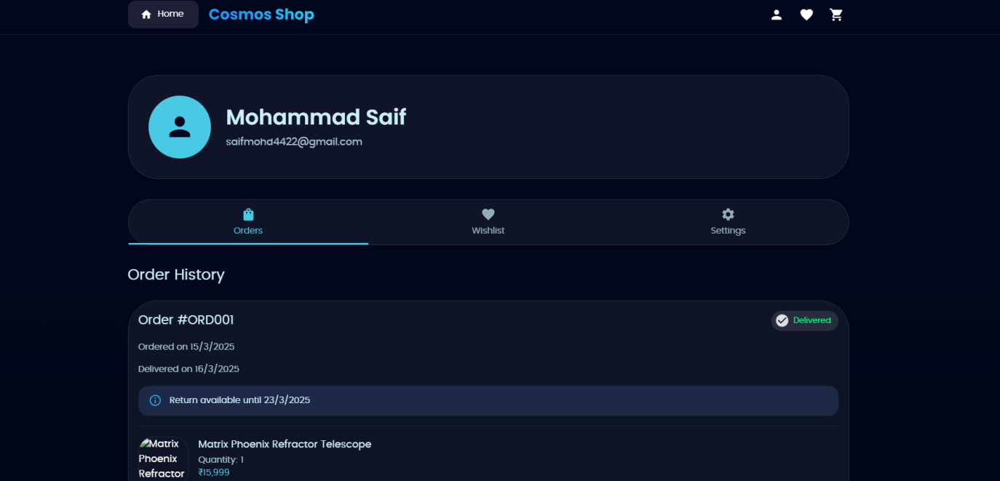 Home
Cosmos Shop
Mohammad Saif
saifmohd4422@gmail.com
Orders
Wishlist
Settings
Order History
Order #ORD001
Delivered
Ordered on 15/3/2025
Delivered on 16/3/2025
Return available until 23/3/2025
Matrix
Phoenix
Refractor
Matrix Phoenix Refractor Telescope
Quantity: 1
₹15,999